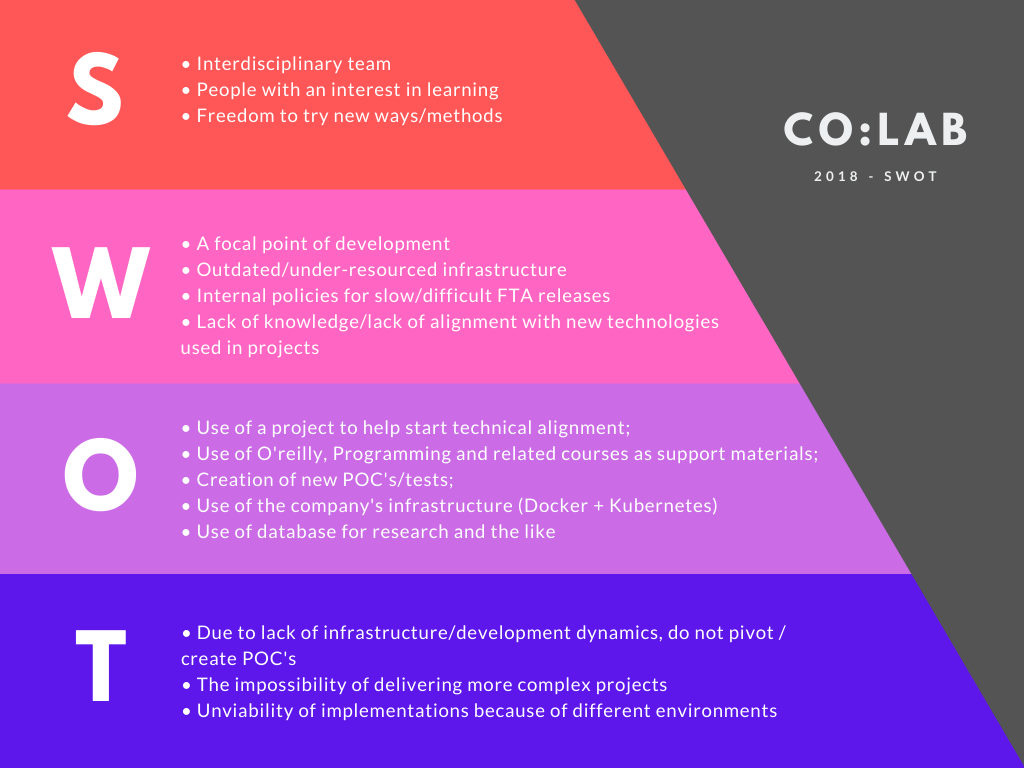 S
• Interdisciplinary team
• People with an interest in learning
• Freedom to try new ways/methods
CO:LAB
2018 - SWOT
W
• A focal point of development
• Outdated/under-resourced infrastructure
• Internal policies for slow/difficult FTA releases
• Lack of knowledge/lack of alignment with new technologies
used in projects
O
• Use of a project to help start technical alignment;
• Use of O'reilly, Programming and related courses as support materials;
• Creation of new POC's/tests;
• Use of the company's infrastructure (Docker + Kubernetes)
• Use of database for research and the like
T
• Due to lack of infrastructure/development dynamics, do not pivot /
create POC's
• The impossibility of delivering more complex projects
• Unviability of implementations because of different environments